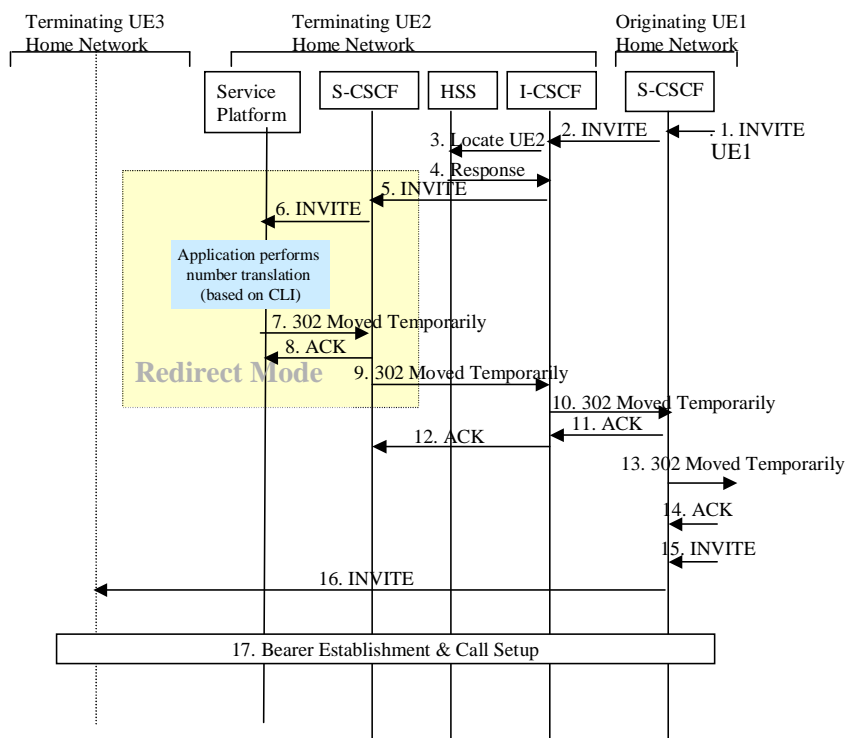 Terminating UE3
Home Network
Terminating UE2
Home Network
Originating UE1
Home Network
Service
Platform
S-CSCF
HSS
I-CSCF
S-CSCF
. 1. INVITE
UE1
2. INVITE
3. Locate UE2
4. Response
5. INVITE
6. INVITE
Application performs
number translation
(based on CLI)
7. 302 Moved Temporarily
8. ACK
Redirect Mode
9. 302 Moved Temporarily
10. 302 Moved Temporarily
11. ACK
12. ACK
13. 302 Moved Temporarily
14. ACK
15. INVITE
16. INVITE
17. Bearer Establishment & Call Setup